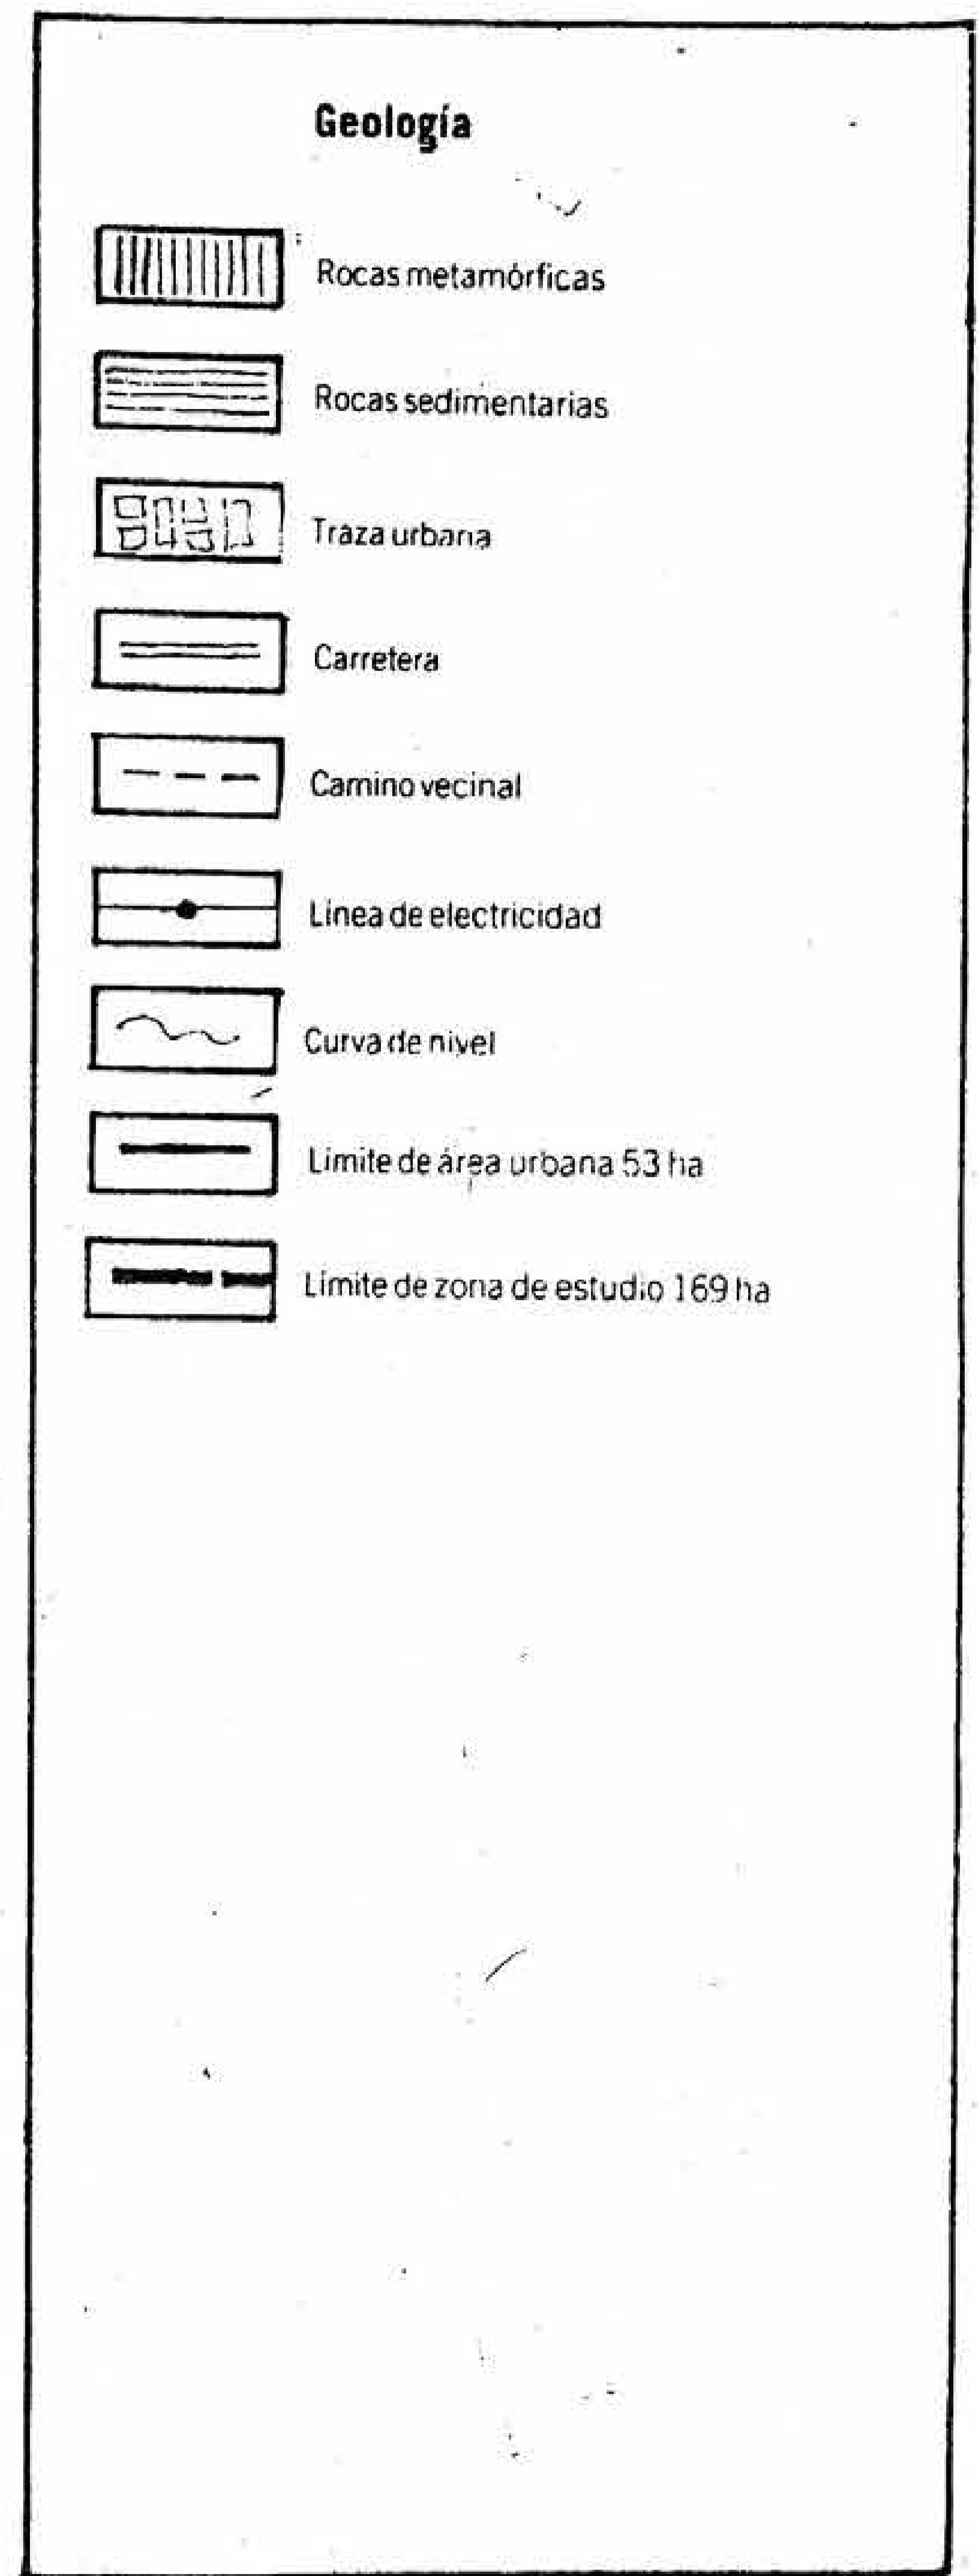 Geología
Rocas metamórficas
Rocas sedimentarias
Traza urbana
Carretera
Camino vecinal
Línea de electricidad
Curva de nivel
Límite de área urbana 53 ha
Límite de zona de estudio 169 ha